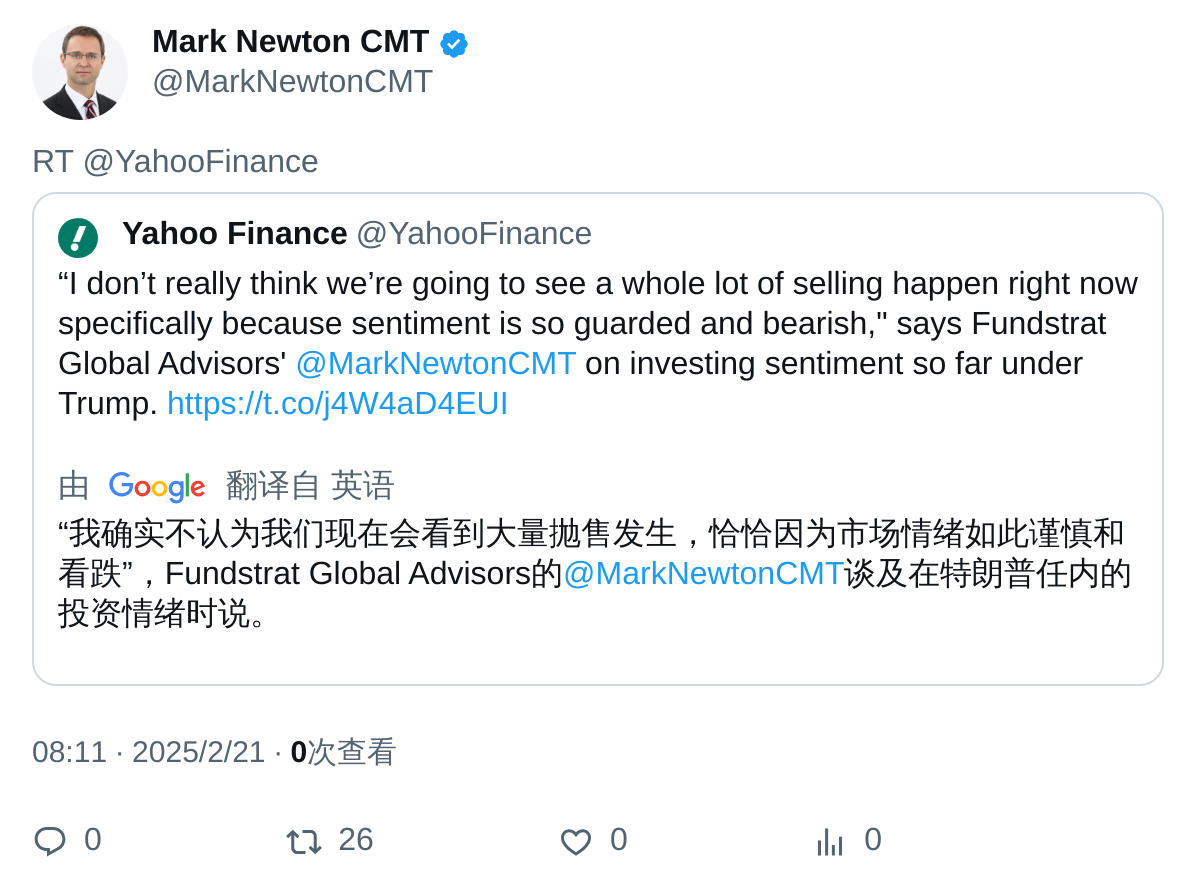 Mark Newton CMT
@MarkNewtonCMT
RT @YahooFinance
Yahoo Finance @YahooFinance
“I don’t really think we’re going to see a whole lot of selling happen right now
specifically because sentiment is so guarded and bearish," says Fundstrat
Global Advisors' @MarkNewtonCMT on investing sentiment so far under
Trump. https://t.co/j4W4aD4EUI
由 Google 翻译自 英语
“我确实不认为我们现在会看到大量抛售发生，恰恰因为市场情绪如此谨慎和
看跌”，Fundstrat Global Advisors的@MarkNewtonCMT谈及在特朗普任内的
投资情绪时说。
08:11 · 2025/2/21 · 0次查看
0 26 0 0